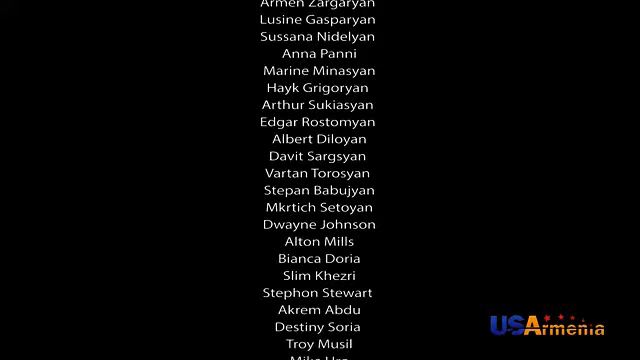 Armen Zargaryan
Lusine Gasparyan
Sussana Nidelyan
Anna Panni
Marine Minasyan
Hayk Grigoryan
Arthur Sukiasyan
Edgar Rostomyan
Albert Diloyan
Davit Sargsyan
Vartan Torosyan
Stepan Babujyan
Mkrtich Setoyan
Dwayne Johnson
Alton Mills
Bianca Doria
Slim Khezri
Stephon Stewart
Akrem Abdu
Destiny Soria
Troy Musil
USArmenia